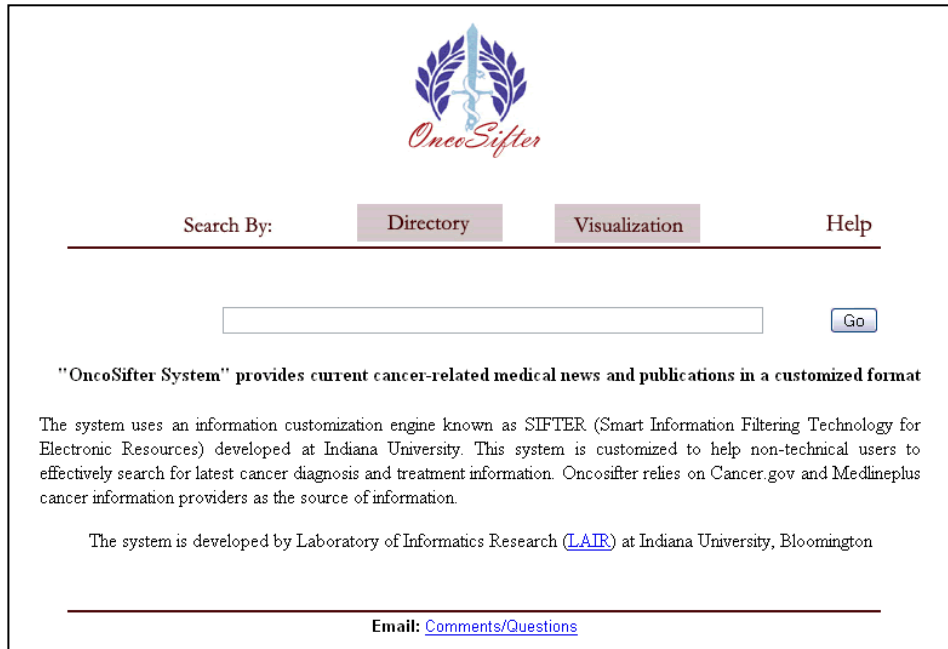 OncoSifter
Search By: Directory Visualization Help
Go
"OncoSifter System" provides current cancer-related medical news and publications in a customized format
The system uses an information customization engine known as SIFTER (Smart Information Filtering Technology for
Electronic Resources) developed at Indiana University. This system is customized to help non-technical users to
effectively search for latest cancer diagnosis and treatment information. Oncosifter relies on Cancer.gov and Medlineplus
cancer information providers as the source of information.
The system is developed by Laboratory of Informatics Research (LAIR) at Indiana University, Bloomington
Email: Comments/Questions